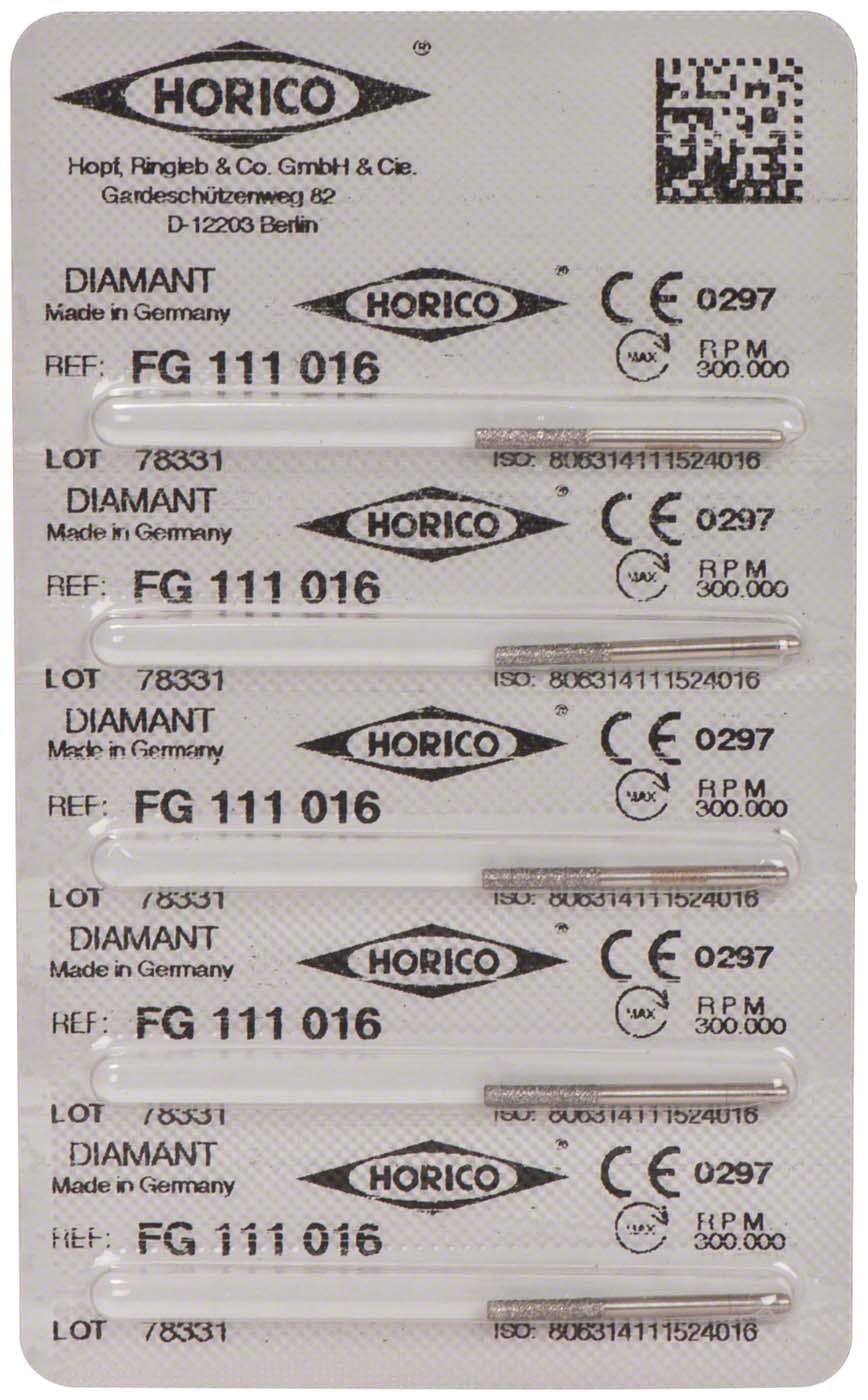 HORICO ®
Hopf, Ringleb & Co. GmbH & Cie.
Gardeschützenweg 82
D-12203 Berlin
DIAMANT
Made in Germany
HORICO ®
CE 0297
REF: FG 111 016
MAX
RPM
300.000
LOT 78331
ISO: 806314111524016
DIAMANT
Made in Germany
HORICO ®
CE 0297
REF: FG 111 016
MAX
RPM
300.000
LOT 78331
ISO: 806314111524016
DIAMANT
Made in Germany
HORICO ®
CE 0297
REF: FG 111 016
MAX
RPM
300.000
LOT 78331
ISO: 806314111524016
DIAMANT
Made in Germany
HORICO ®
CE 0297
REF: FG 111 016
MAX
RPM
300.000
LOT 78331
ISO: 806314111524016
DIAMANT
Made in Germany
HORICO ®
CE 0297
REF: FG 111 016
MAX
RPM
300.000
LOT 78331
ISO: 806314111524016